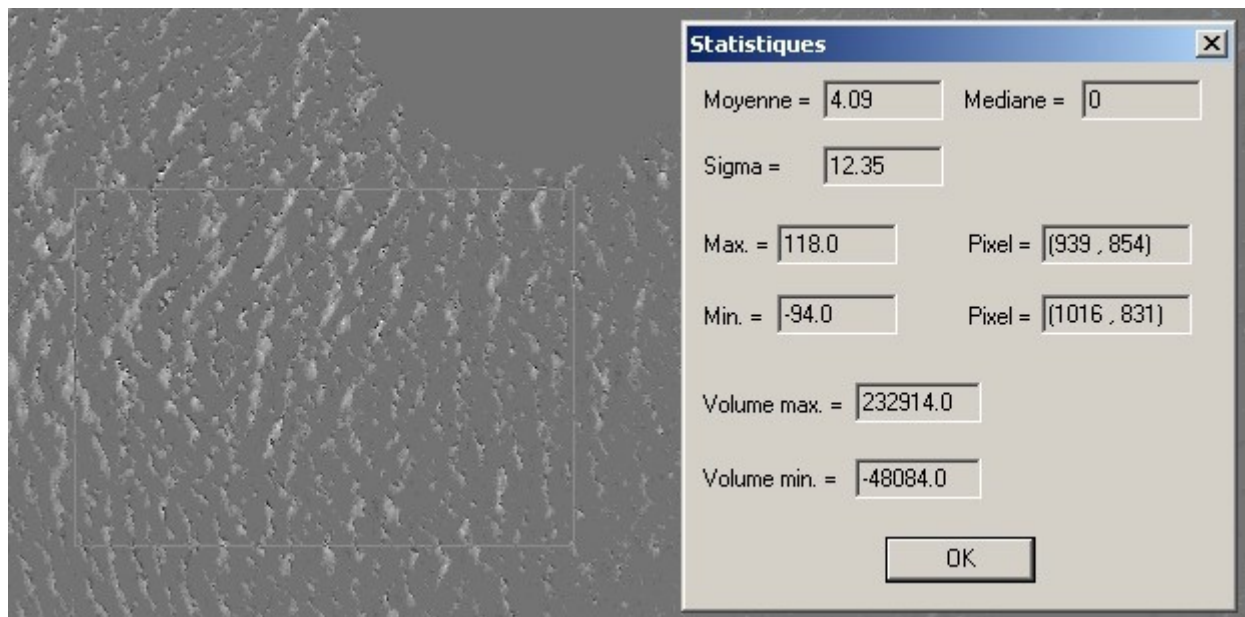 Statistiques
Moyenne = 4.09 Mediane = 0
Sigma = 12.35
Max. = 118.0 Pixel = (939 , 854)
Min. = -94.0 Pixel = (1016 , 831)
Volume max. = 232914.0
Volume min. = -48084.0
OK